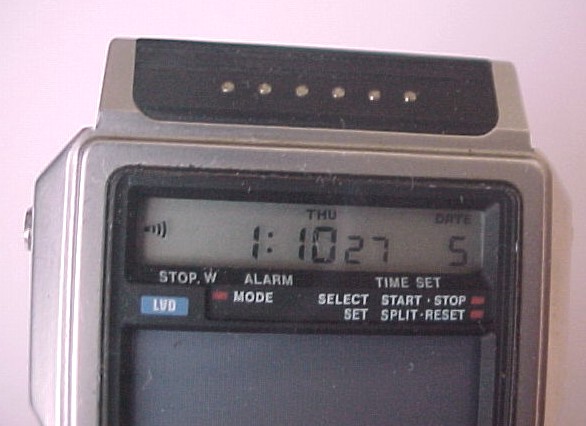 THU DATE
1:10 27 5
STOP. W ALARM TIME SET
LVD MODE SELECT START · STOP
SET SPLIT · RESET